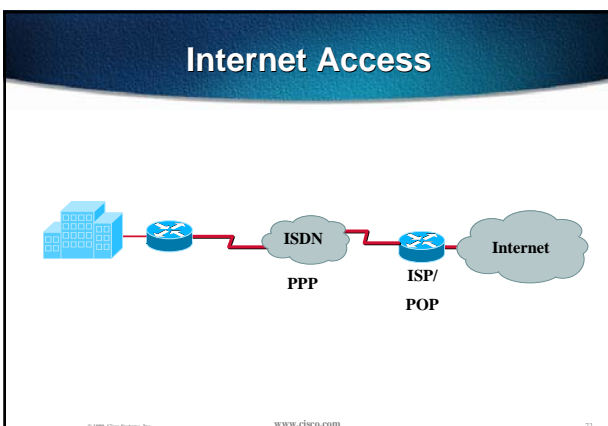 Internet Access
ISDN
PPP
ISP/
POP
Internet
www.cisco.com